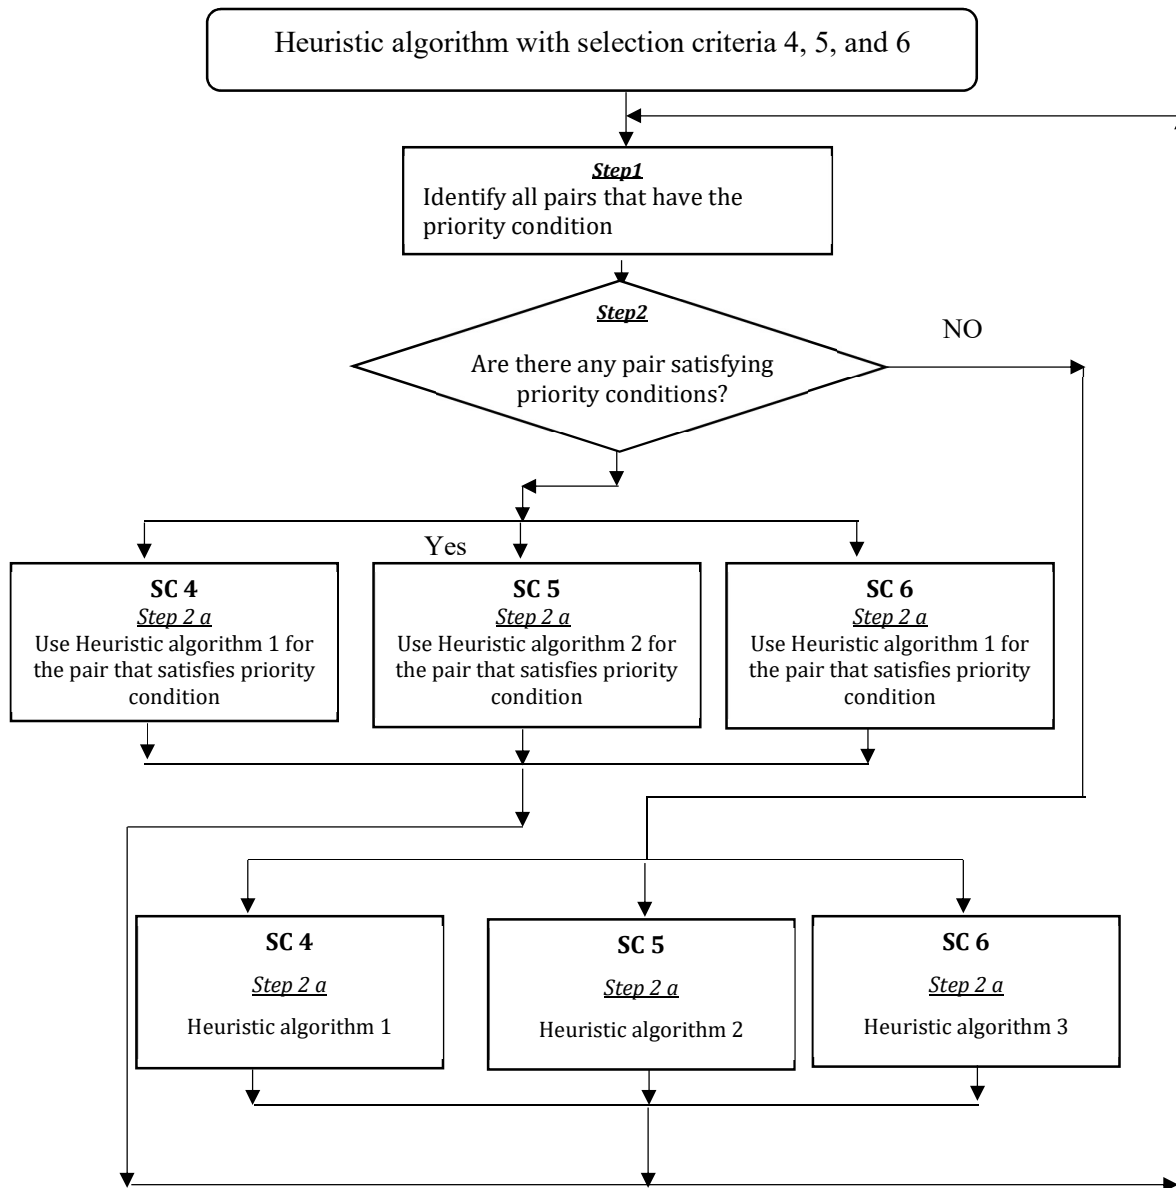 Heuristic algorithm with selection criteria 4, 5, and 6
Step1
Identify all pairs that have the
priority condition
Step2
NO
Are there any pair satisfying
priority conditions?
Yes
SC 4
Step 2 a
Use Heuristic algorithm 1 for
the pair that satisfies priority
condition
SC 5
Step 2 a
Use Heuristic algorithm 2 for
the pair that satisfies priority
condition
SC 6
Step 2 a
Use Heuristic algorithm 1 for
the pair that satisfies priority
condition
SC 4
Step 2 a
Heuristic algorithm 1
SC 5
Step 2 a
Heuristic algorithm 2
SC 6
Step 2 a
Heuristic algorithm 3